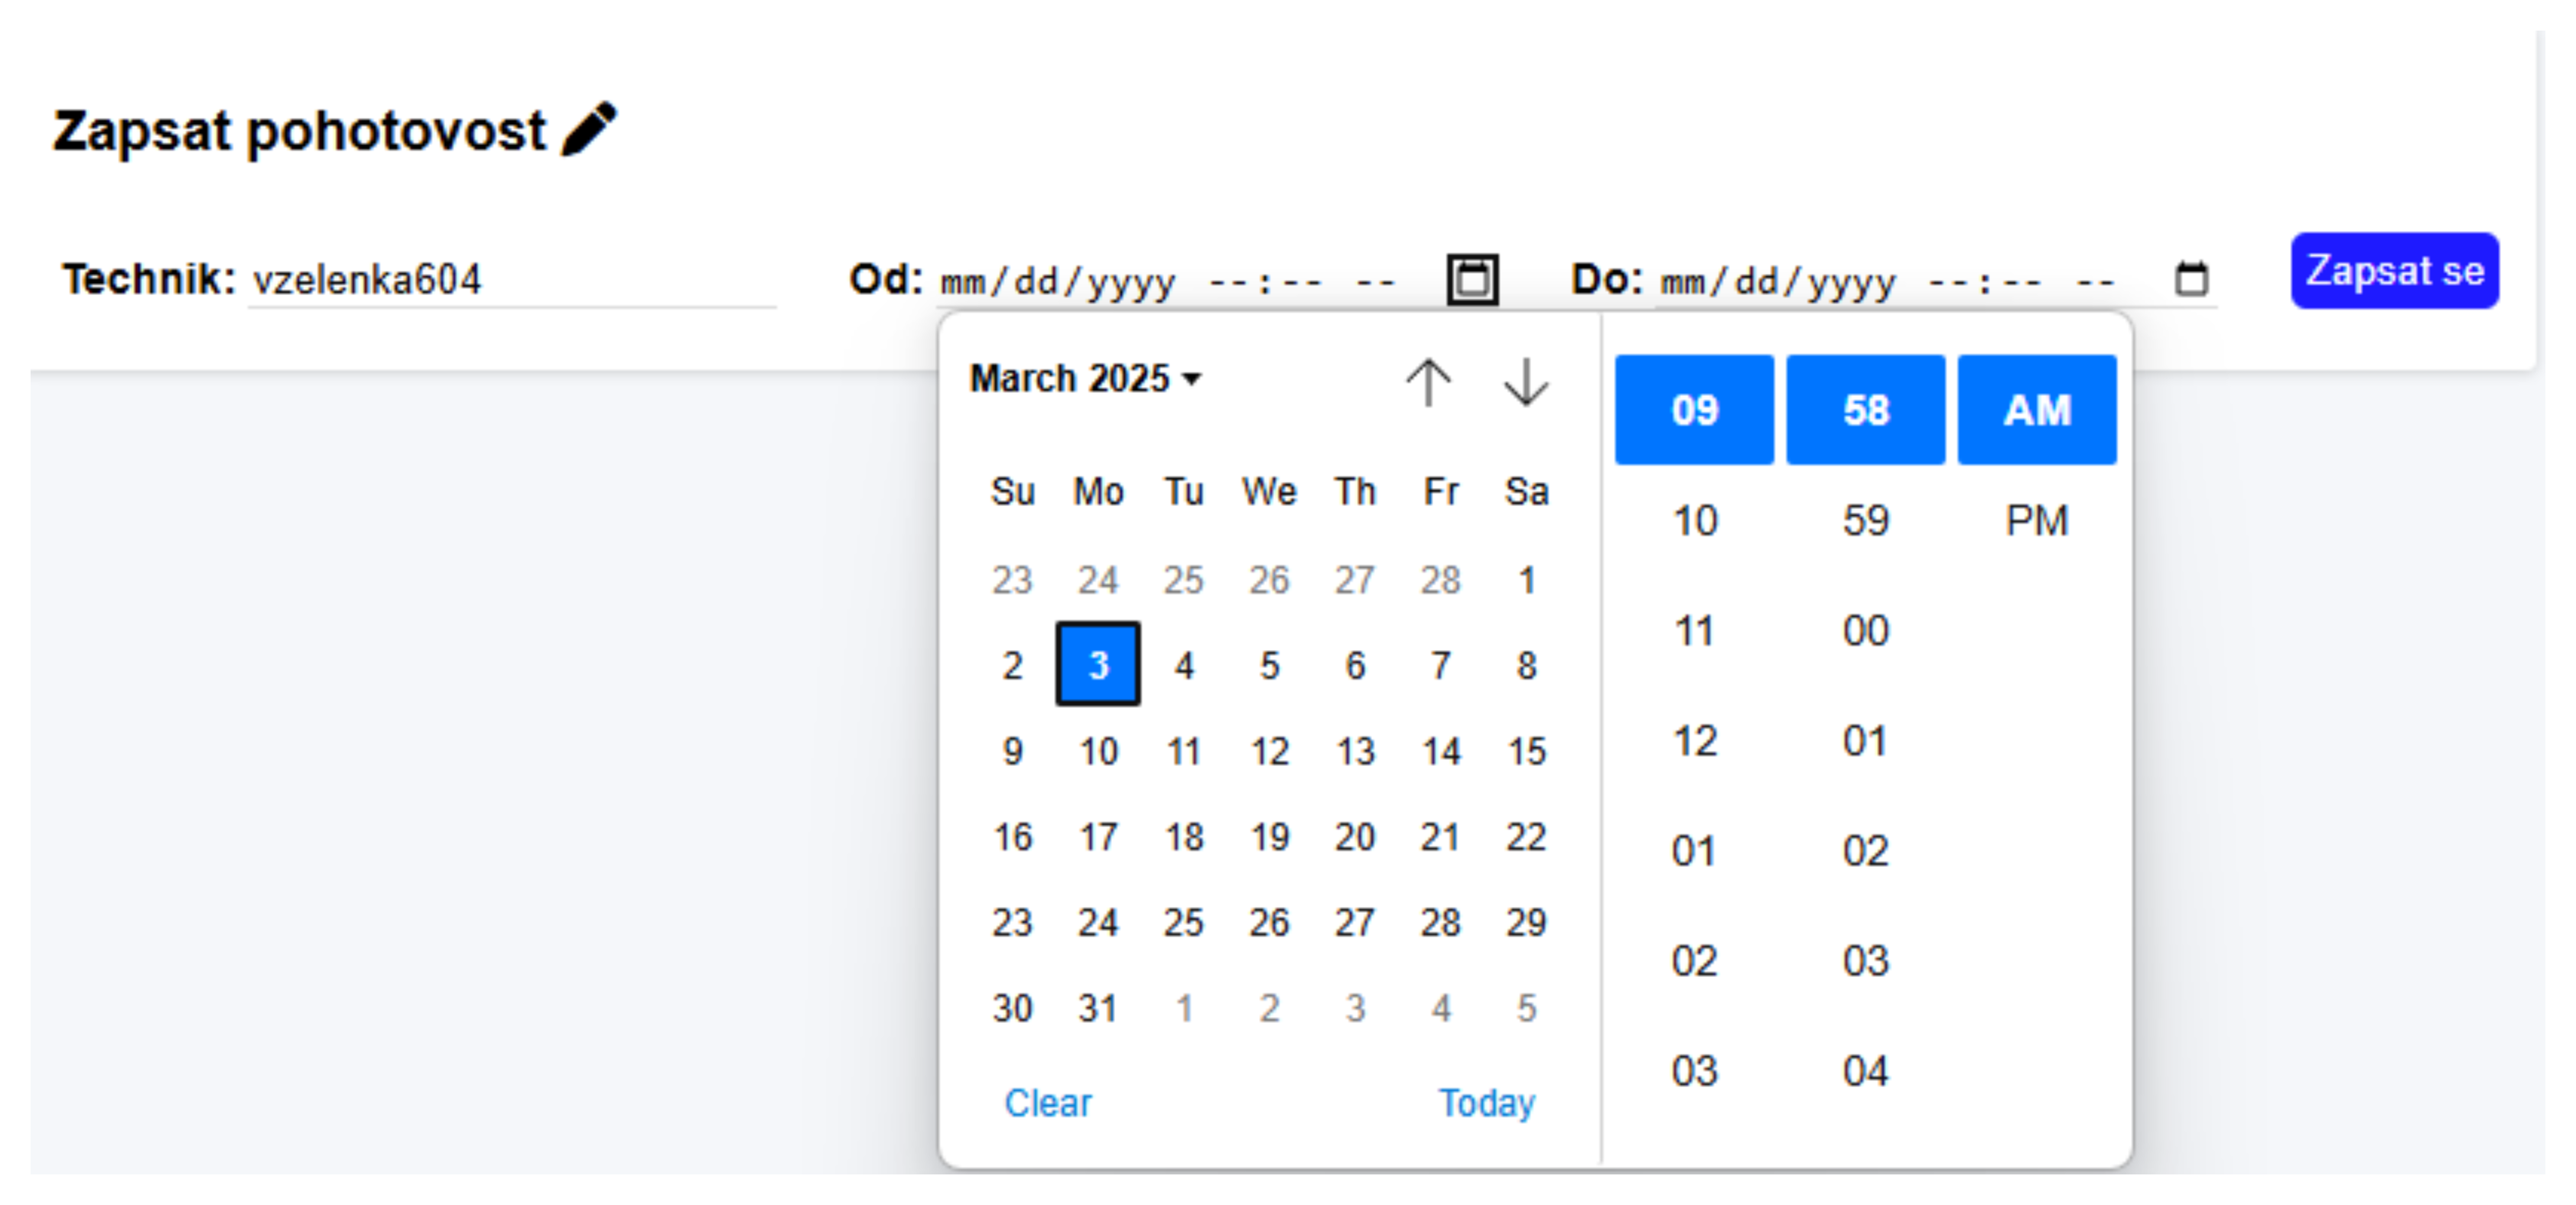 Zapsat pohotovost
Technik: vzelenka604 Od: mm/dd/yyyy --:-- -- Do: mm/dd/yyyy --:-- -- Zapsat se
March 2025
Su Mo Tu We Th Fr Sa
23 24 25 26 27 28 1
2 3 4 5 6 7 8
9 10 11 12 13 14 15
16 17 18 19 20 21 22
23 24 25 26 27 28 29
30 31 1 2 3 4 5
Clear Today
09 58 AM
10 59 PM
11 00
12 01
01 02
02 03
03 04